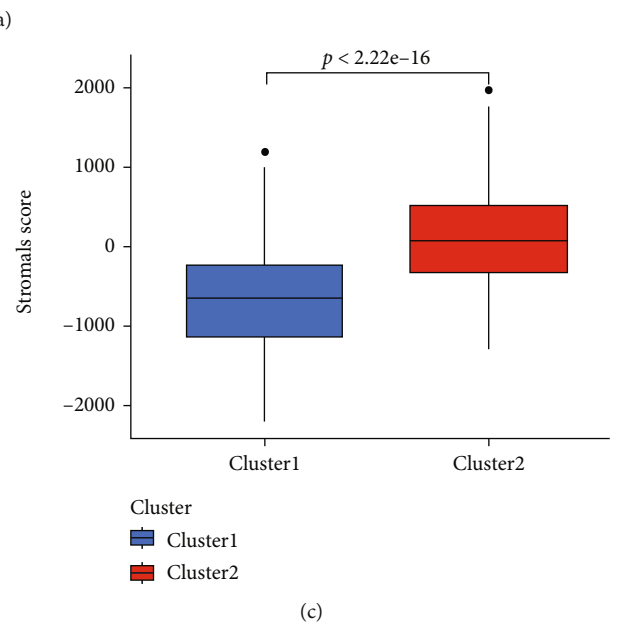 a)
p < 2.22e–16
2000
1000
0
–1000
–2000
Stromals score
Cluster1
Cluster2
Cluster
Cluster1
Cluster2
(c)